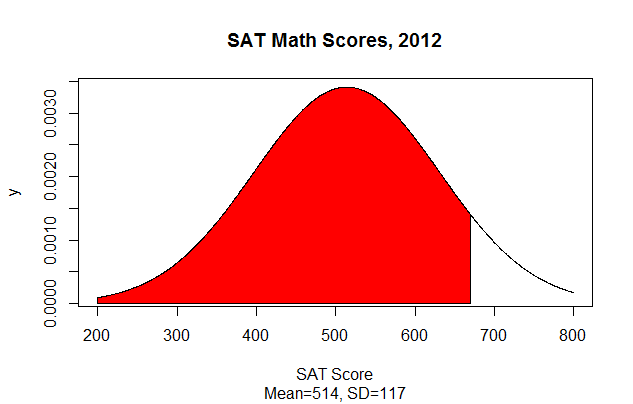 SAT Math Scores, 2012
y
0.0030
0.0020
0.0010
0.0000
200 300 400 500 600 700 800
SAT Score
Mean=514, SD=117